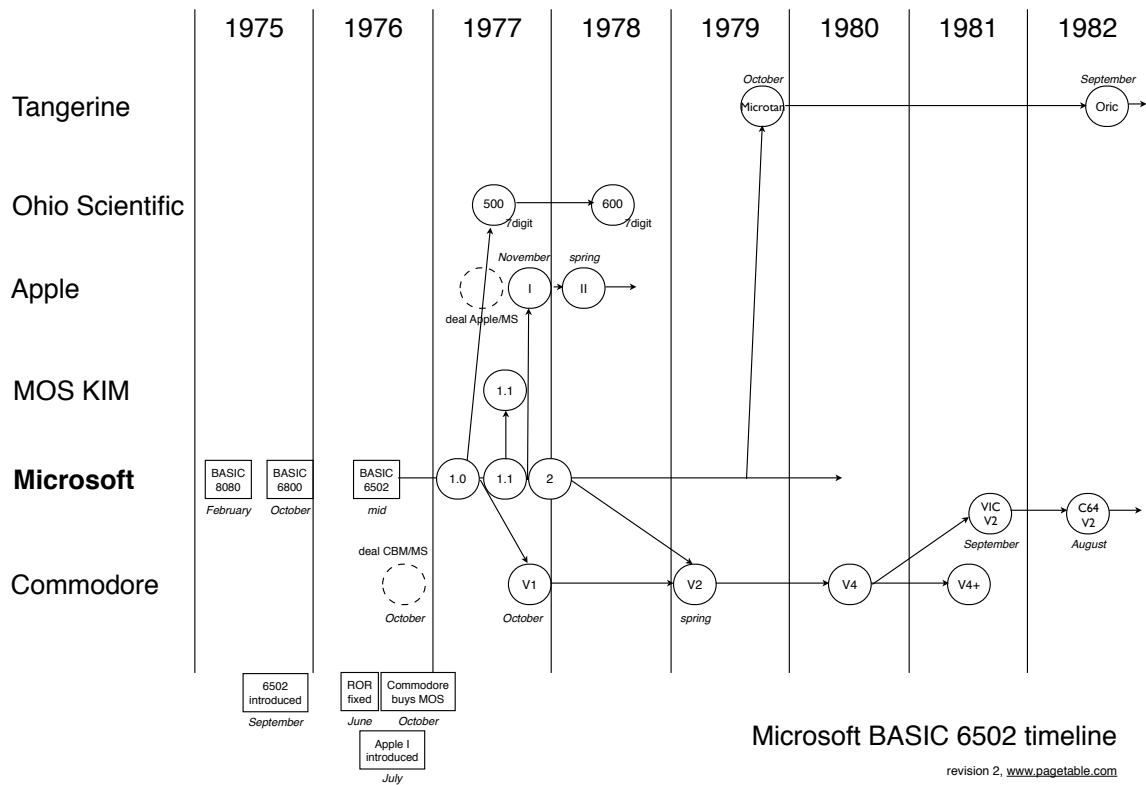 1975 1976 1977 1978 1979 1980 1981 1982
Tangerine
October
Microtan
September
Oric
Ohio Scientific
500
7digit
600
7digit
Apple
deal Apple/MS
November
I
spring
II
MOS KIM
1.1
Microsoft
BASIC
8080
February
BASIC
6800
October
BASIC
6502
mid
1.0
1.1
2
VIC
V2
September
C64
V2
August
Commodore
deal CBM/MS
October
V1
October
V2
spring
V4
V4+
6502
introduced
September
ROR
fixed
June
Commodore
buys MOS
October
Apple I
introduced
July
Microsoft BASIC 6502 timeline
revision 2, www.pagetable.com